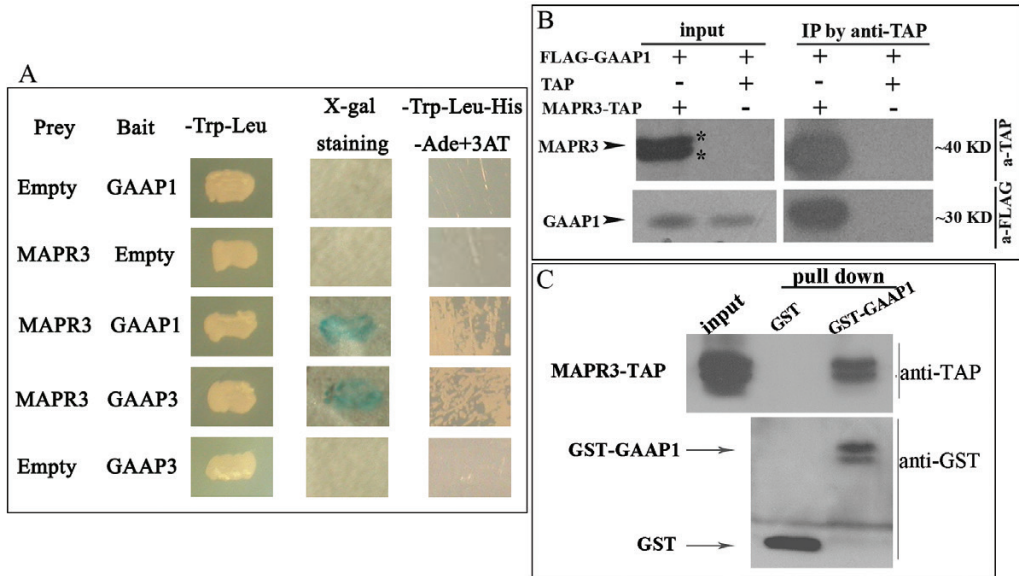 A
Prey Bait -Trp-Leu X-gal staining -Trp-Leu-His -Ade+3AT
Empty GAAP1
MAPR3 Empty
MAPR3 GAAP1
MAPR3 GAAP3
Empty GAAP3
B
input IP by anti-TAP
FLAG-GAAP1 + + + +
TAP - + - +
MAPR3-TAP + - + -
MAPR3 * ~40 KD a-TAP
*
GAAP1 ~30 KD a-FLAG
C
pull down
input GST GST-GAAP1
MAPR3-TAP anti-TAP
GST-GAAP1 anti-GST
GST